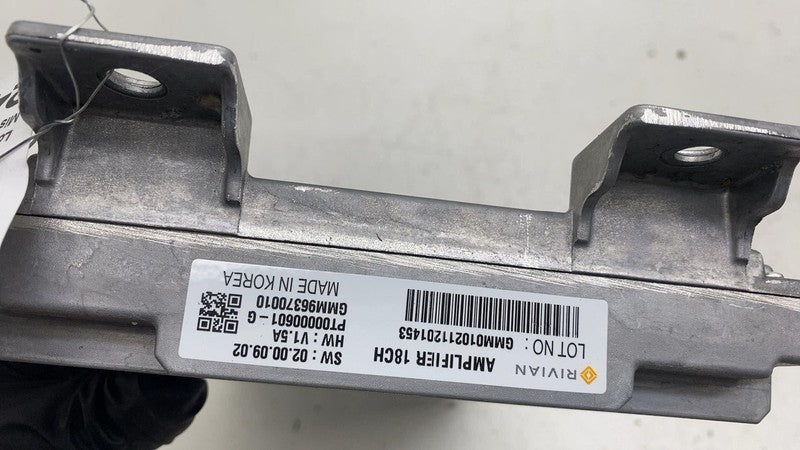 RIVIAN
AMPLIFIER 18CH
LOT NO : GMM010211201453
SW : 02.00.09.02
HW : V1.5A
PT00000601-G
GMM96370010
MADE IN KOREA